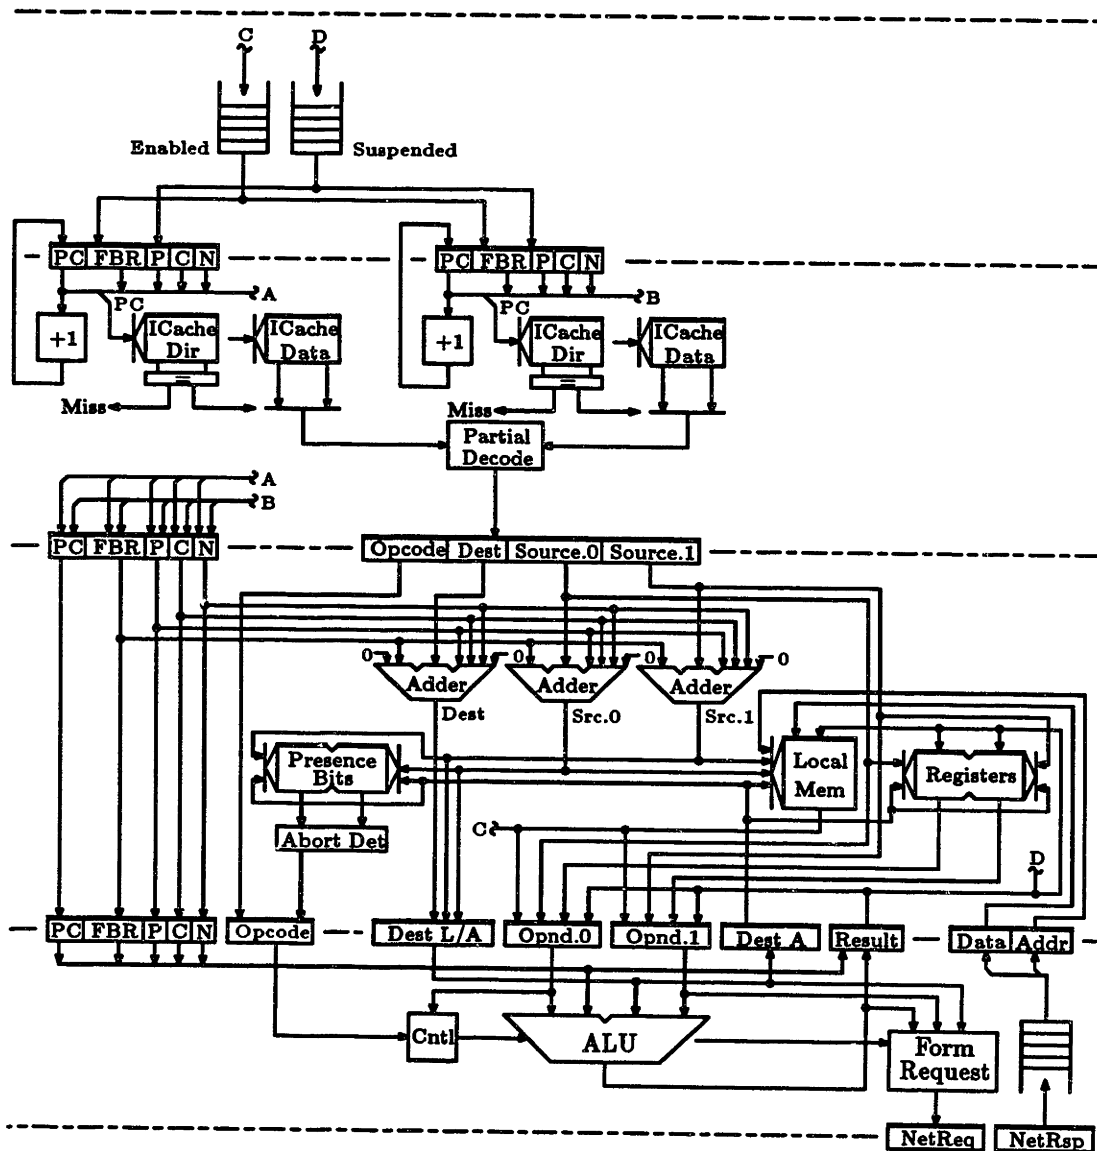 C D
Enabled Suspended
PC FBR P C N
PC FBR P C N
A
B
PC
PC
+1
ICache
Dir
ICache
Data
+1
ICache
Dir
ICache
Data
=
=
Miss
Miss
Partial
Decode
A
B
PC FBR P C N
Opcode Dest Source.0 Source.1
0 0 0 0
Adder Adder Adder
Dest Src.0 Src.1
Presence
Bits
Local
Mem
Registers
Abort Det
C
D
PC FBR P C N
Opcode
Dest L/A
Opnd.0
Opnd.1
Dest A
Result
Data Addr
Cntl
ALU
Form
Request
NetReq
NetRsp